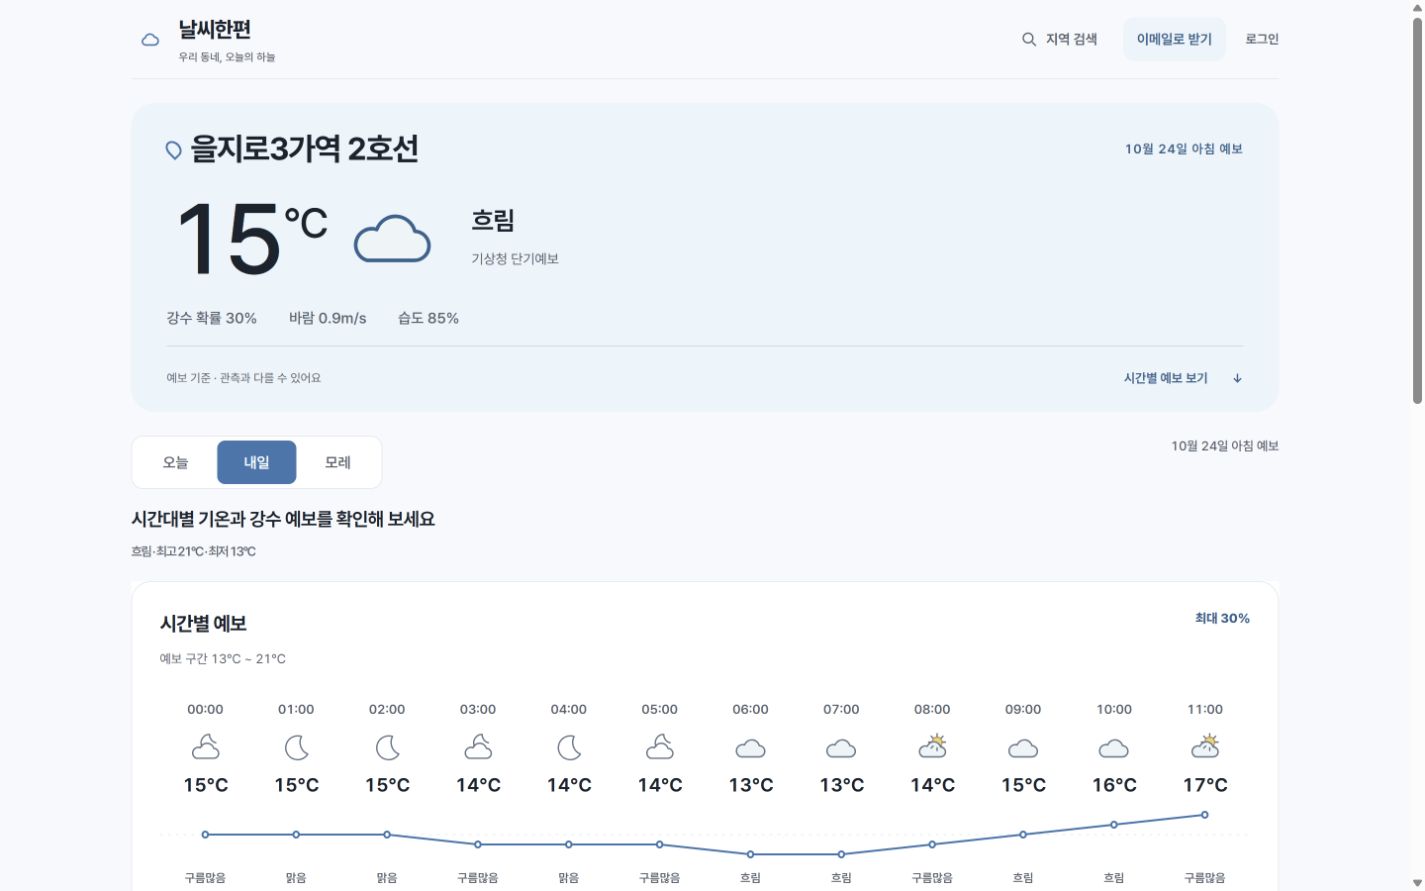 날씨한편
우리 동네, 오늘의 하늘
지역 검색
이메일로 받기
로그인
을지로3가역 2호선
10월 24일 아침 예보
15°C
흐림
기상청 단기예보
강수 확률 30% 바람 0.9m/s 습도 85%
예보 기준 · 관측과 다를 수 있어요
시간별 예보 보기 ↓
오늘 내일 모레
10월 24일 아침 예보
시간대별 기온과 강수 예보를 확인해 보세요
흐림·최고 21°C·최저 13°C
시간별 예보
최대 30%
예보 구간 13°C ~ 21°C
00:00 01:00 02:00 03:00 04:00 05:00 06:00 07:00 08:00 09:00 10:00 11:00
15°C 15°C 15°C 14°C 14°C 14°C 13°C 13°C 14°C 15°C 16°C 17°C
구름많음 맑음 맑음 구름많음 맑음 구름많음 흐림 흐림 구름많음 흐림 흐림 구름많음